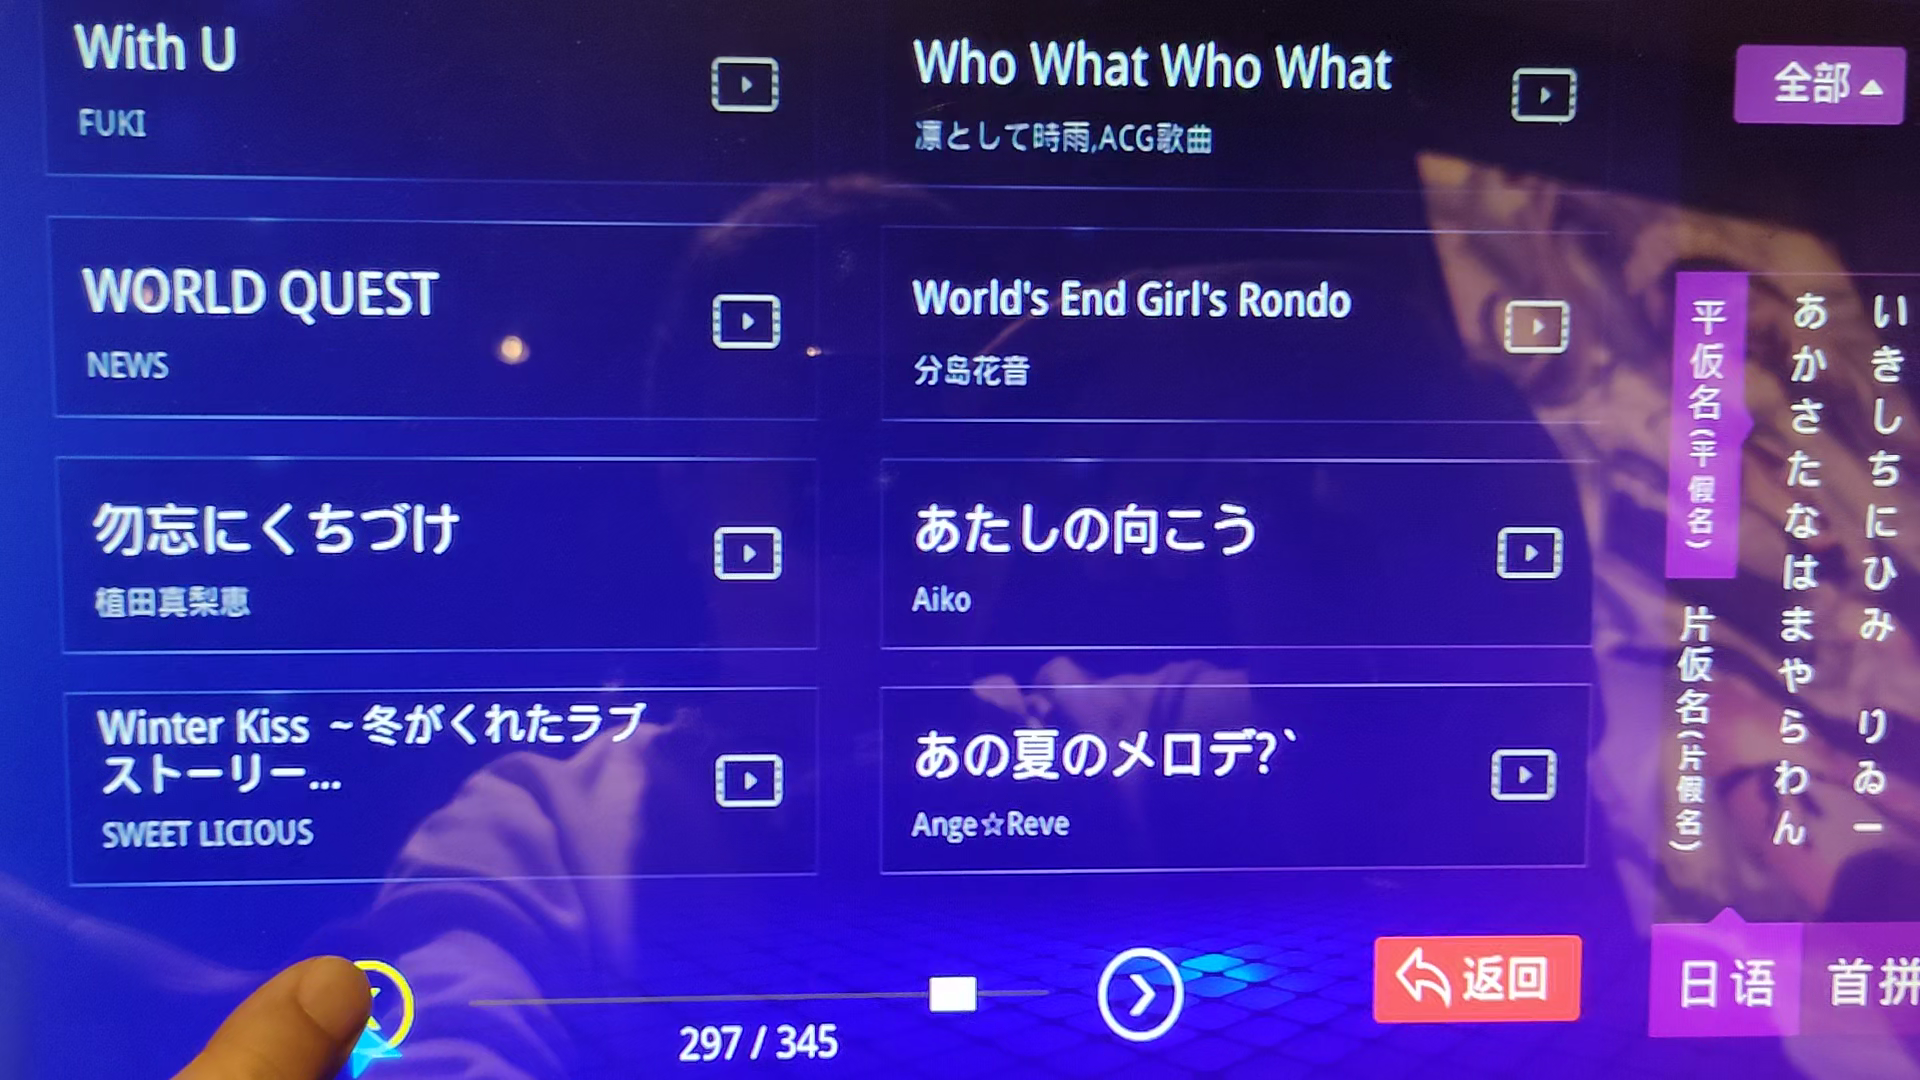 With U
FUKI
Who What Who What
凛として時雨,ACG歌曲
全部
WORLD QUEST
NEWS
World's End Girl's Rondo
分岛花音
勿忘にくちづけ
植田真梨恵
あたしの向こう
Aiko
Winter Kiss ~冬がくれたラブ
ストーリー...
SWEET LICIOUS
あの夏のメロデ?`
Ange☆Reve
平仮名(平假名)
片仮名(片假名)
あかさたなはまやらわん
いきしちにひみ りゐー
297 / 345
返回
日语
首拼